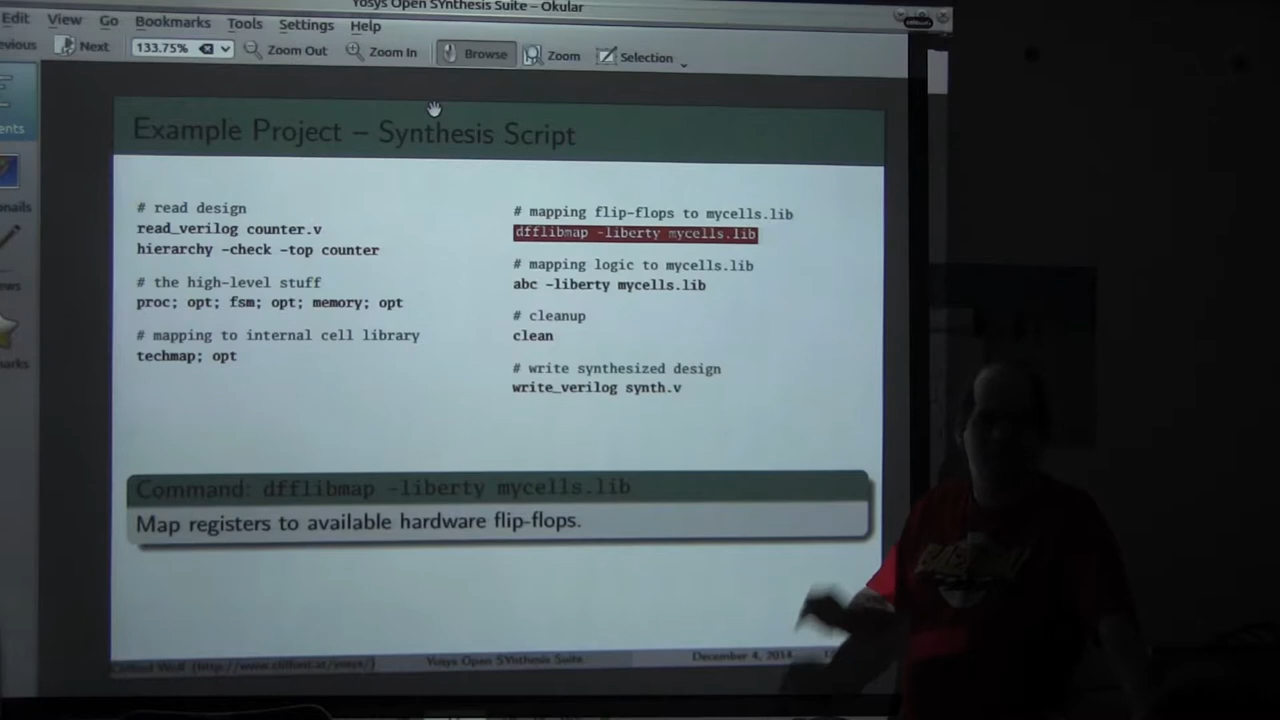 Yosys Open SYnthesis Suite – Okular
Edit View Go Bookmarks Tools Settings Help
Next 133.75% Zoom Out Zoom In Browse Zoom Selection
Example Project – Synthesis Script
# read design
read_verilog counter.v
hierarchy -check -top counter
# the high-level stuff
proc; opt; fsm; opt; memory; opt
# mapping to internal cell library
techmap; opt
# mapping flip-flops to mycells.lib
dfflibmap -liberty mycells.lib
# mapping logic to mycells.lib
abc -liberty mycells.lib
# cleanup
clean
# write synthesized design
write_verilog synth.v
Command: dfflibmap -liberty mycells.lib
Map registers to available hardware flip-flops.
Yosys Open SYnthesis Suite December 4, 2014